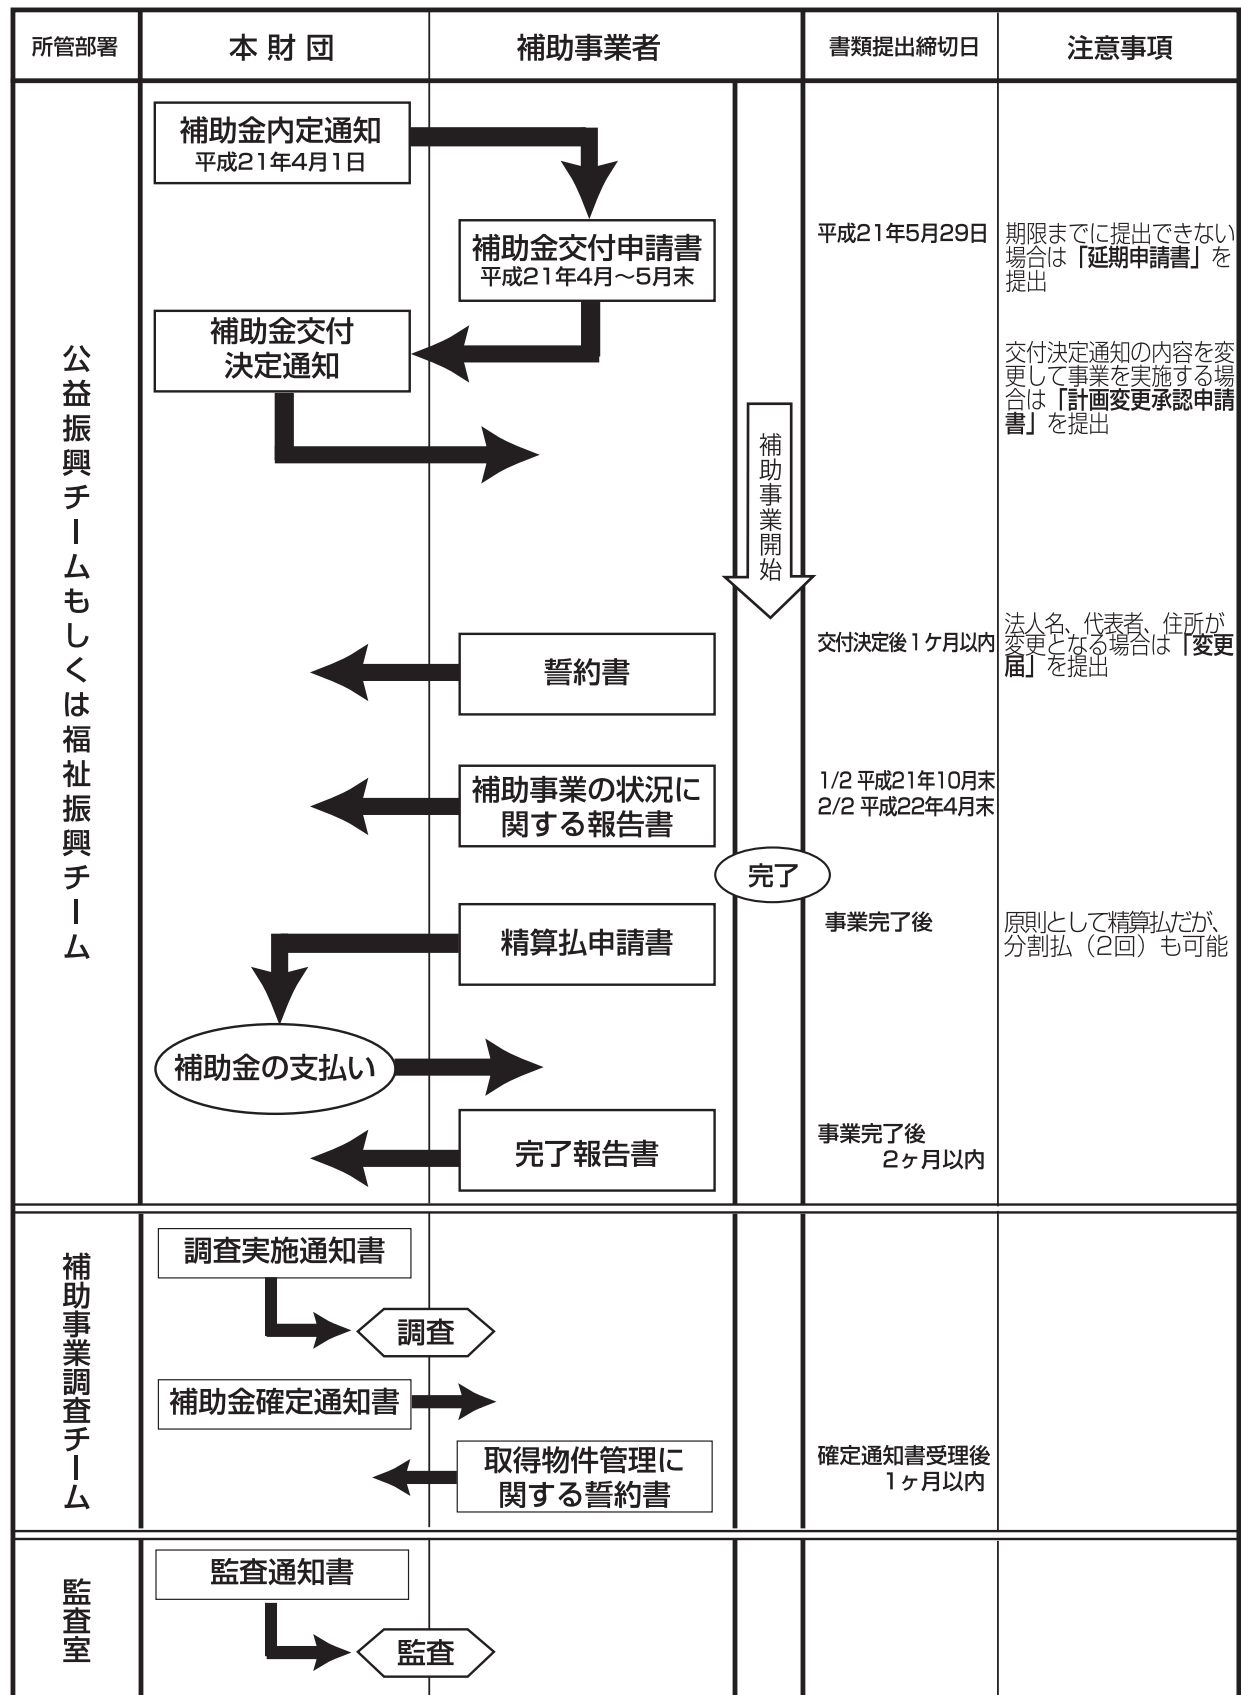 所管部署
本 財 団
補助事業者
書類提出締切日
注意事項
公益振興チームもしくは福祉振興チーム
補助金内定通知
平成21年4月1日
補助金交付申請書
平成21年4月〜5月末
平成21年5月29日
期限までに提出できない
場合は「延期申請書」を
提出
補助金交付
決定通知
交付決定通知の内容を変
更して事業を実施する場
合は「計画変更承認申請
書」を提出
補助事業開始
誓約書
交付決定後1ケ月以内
法人名、代表者、住所が
変更となる場合は「変更
届」を提出
補助事業の状況に
関する報告書
1/2 平成21年10月末
2/2 平成22年4月末
完了
精算払申請書
事業完了後
原則として精算払だが、
分割払（2回）も可能
補助金の支払い
完了報告書
事業完了後
2ヶ月以内
補助事業調査チーム
調査実施通知書
調査
補助金確定通知書
取得物件管理に
関する誓約書
確定通知書受理後
1ヶ月以内
監査室
監査通知書
監査